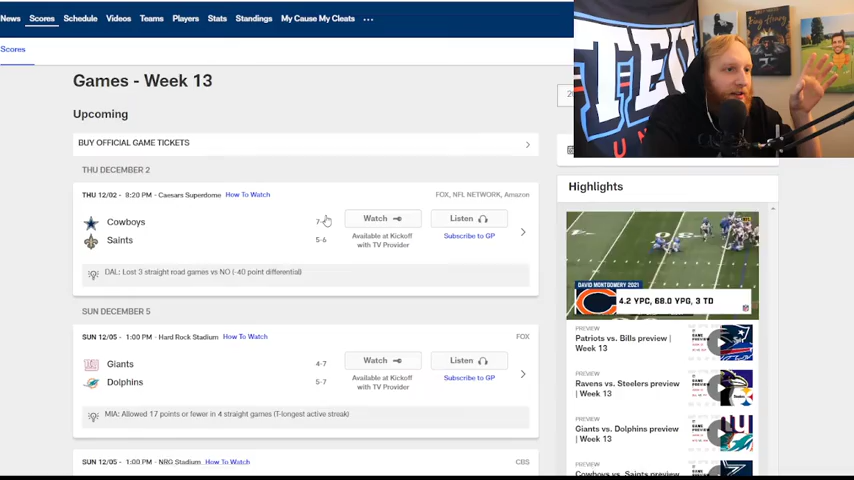 News Scores Schedule Videos Teams Players Stats Standings My Cause My Cleats ...
Scores
Games - Week 13
Upcoming
BUY OFFICIAL GAME TICKETS
THU DECEMBER 2
THU 12/02 - 8:20 PM - Caesars Superdome How To Watch
FOX, NFL NETWORK, Amazon
Cowboys
7-
Saints
5-6
Watch
Available at Kickoff
with TV Provider
Listen
Subscribe to GP
DAL: Lost 3 straight road games vs NO (-40 point differential)
SUN DECEMBER 5
SUN 12/05 - 1:00 PM - Hard Rock Stadium How To Watch
FOX
Giants
4-7
Dolphins
5-7
Watch
Available at Kickoff
with TV Provider
Listen
Subscribe to GP
MIA: Allowed 17 points or fewer in 4 straight games (T-longest active streak)
SUN 12/05 - 1:00 PM - NRG Stadium How To Watch
CBS
TEN
Highlights
DAVID MONTGOMERY 2021
4.2 YPC, 68.0 YPG, 3 TD
PREVIEW
Patriots vs. Bills preview |
Week 13
PREVIEW
Ravens vs. Steelers preview
| Week 13
PREVIEW
Giants vs. Dolphins preview
| Week 13
PREVIEW
Cowboys vs. Saints preview